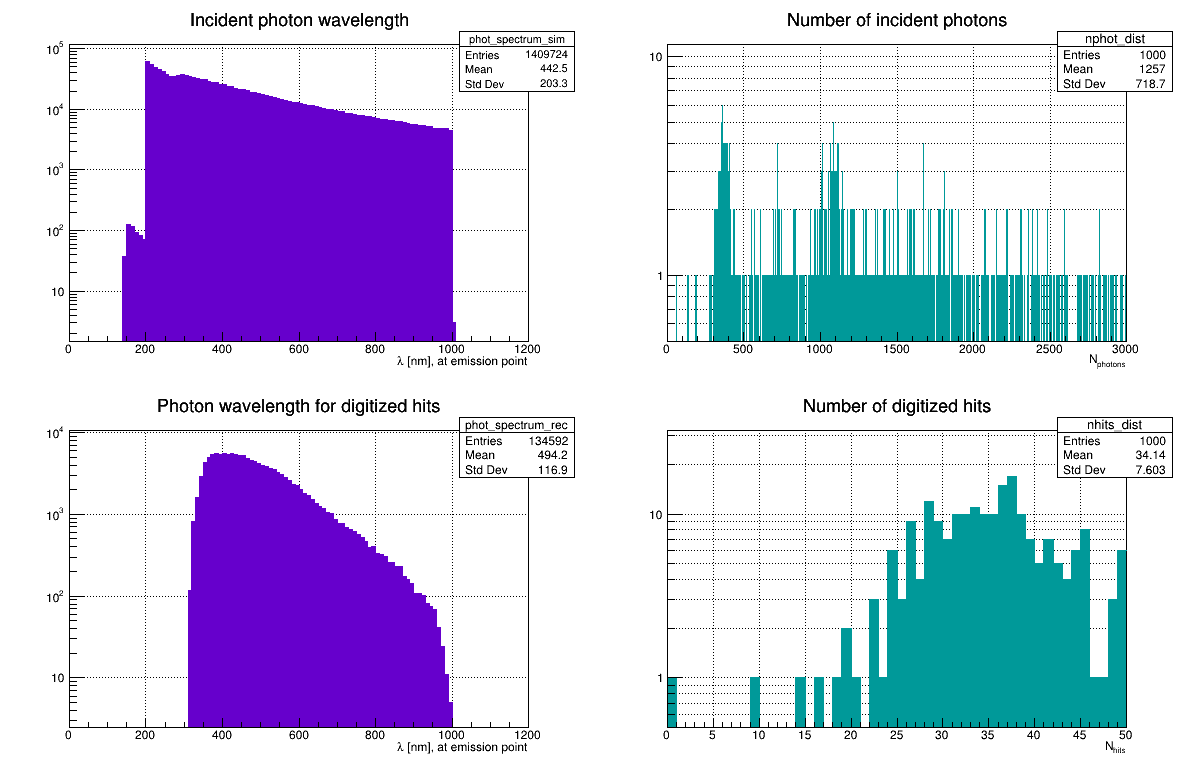 Incident photon wavelength
phot_spectrum_sim
Entries 1409724
Mean 442.5
Std Dev 203.3
10^5
10^4
10^3
10^2
10
0 200 400 600 800 1000 1200
λ [nm], at emission point
Number of incident photons
nphot_dist
Entries 1000
Mean 1257
Std Dev 718.7
10
1
0 500 1000 1500 2000 2500 3000
N_photons
Photon wavelength for digitized hits
phot_spectrum_rec
Entries 134592
Mean 494.2
Std Dev 116.9
10^4
10^3
10^2
10
0 200 400 600 800 1000 1200
λ [nm], at emission point
Number of digitized hits
nhits_dist
Entries 1000
Mean 34.14
Std Dev 7.603
10
1
0 5 10 15 20 25 30 35 40 45 50
N_hits